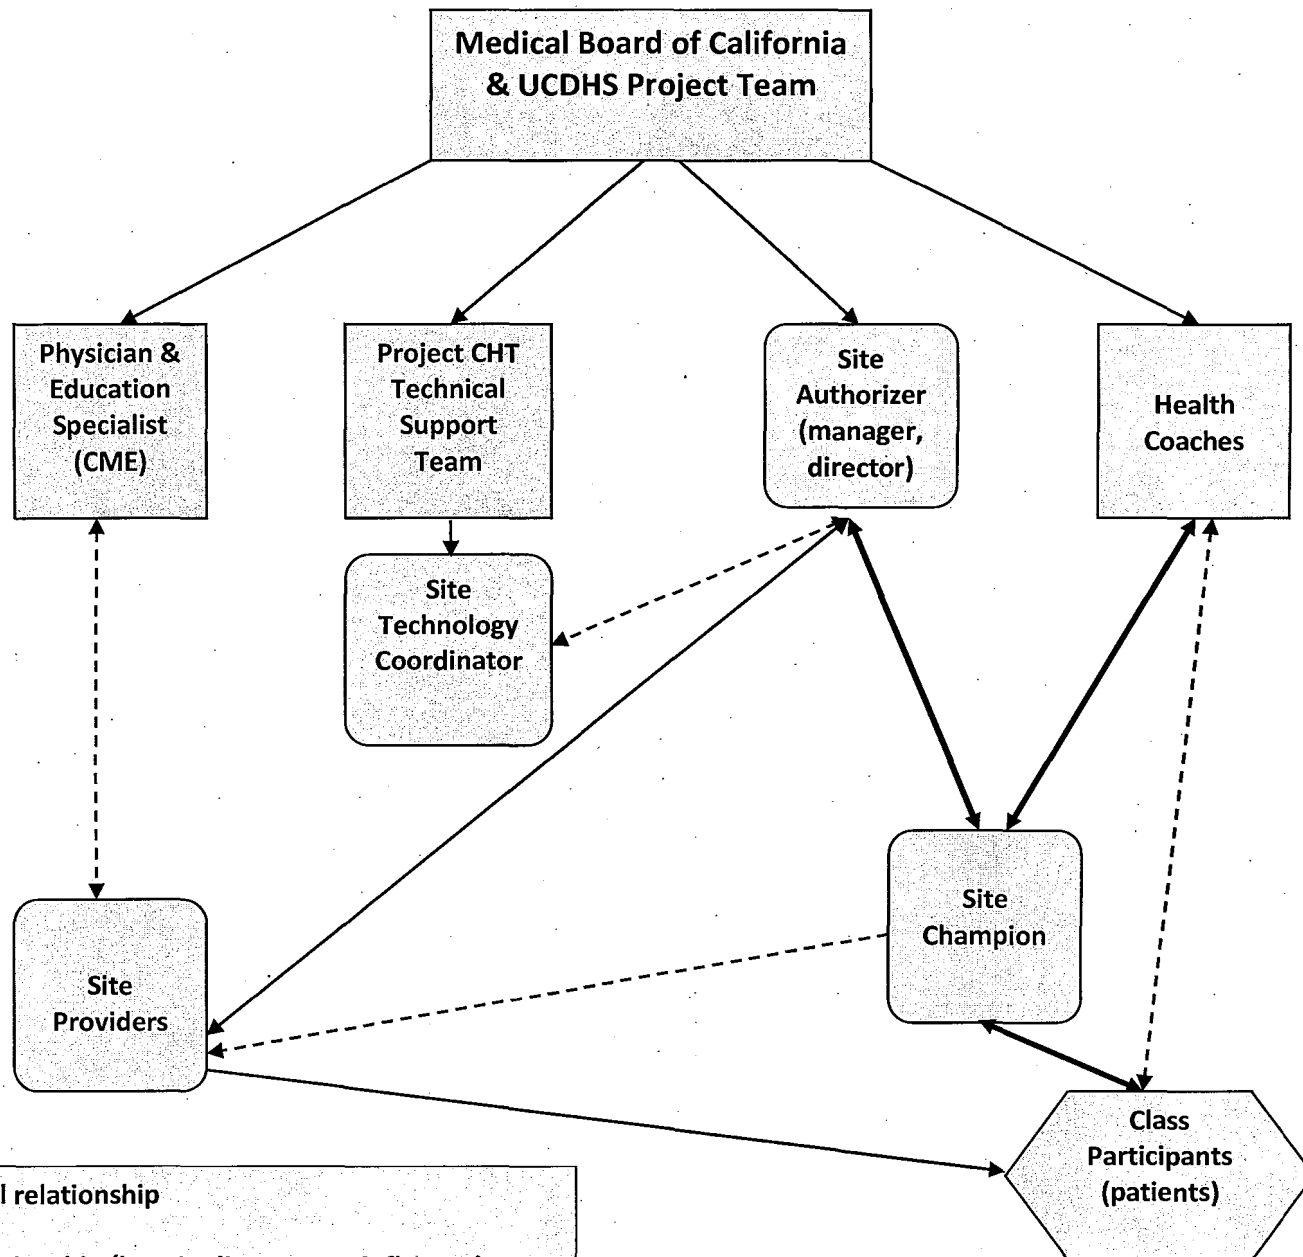 Medical Board of California
& UCDHS Project Team
Physician &
Education
Specialist
(CME)
Project CHT
Technical
Support
Team
Site
Authorizer
(manager,
director)
Health
Coaches
Site
Technology
Coordinator
Site
Champion
Site
Providers
Class
Participants
(patients)
l relationship